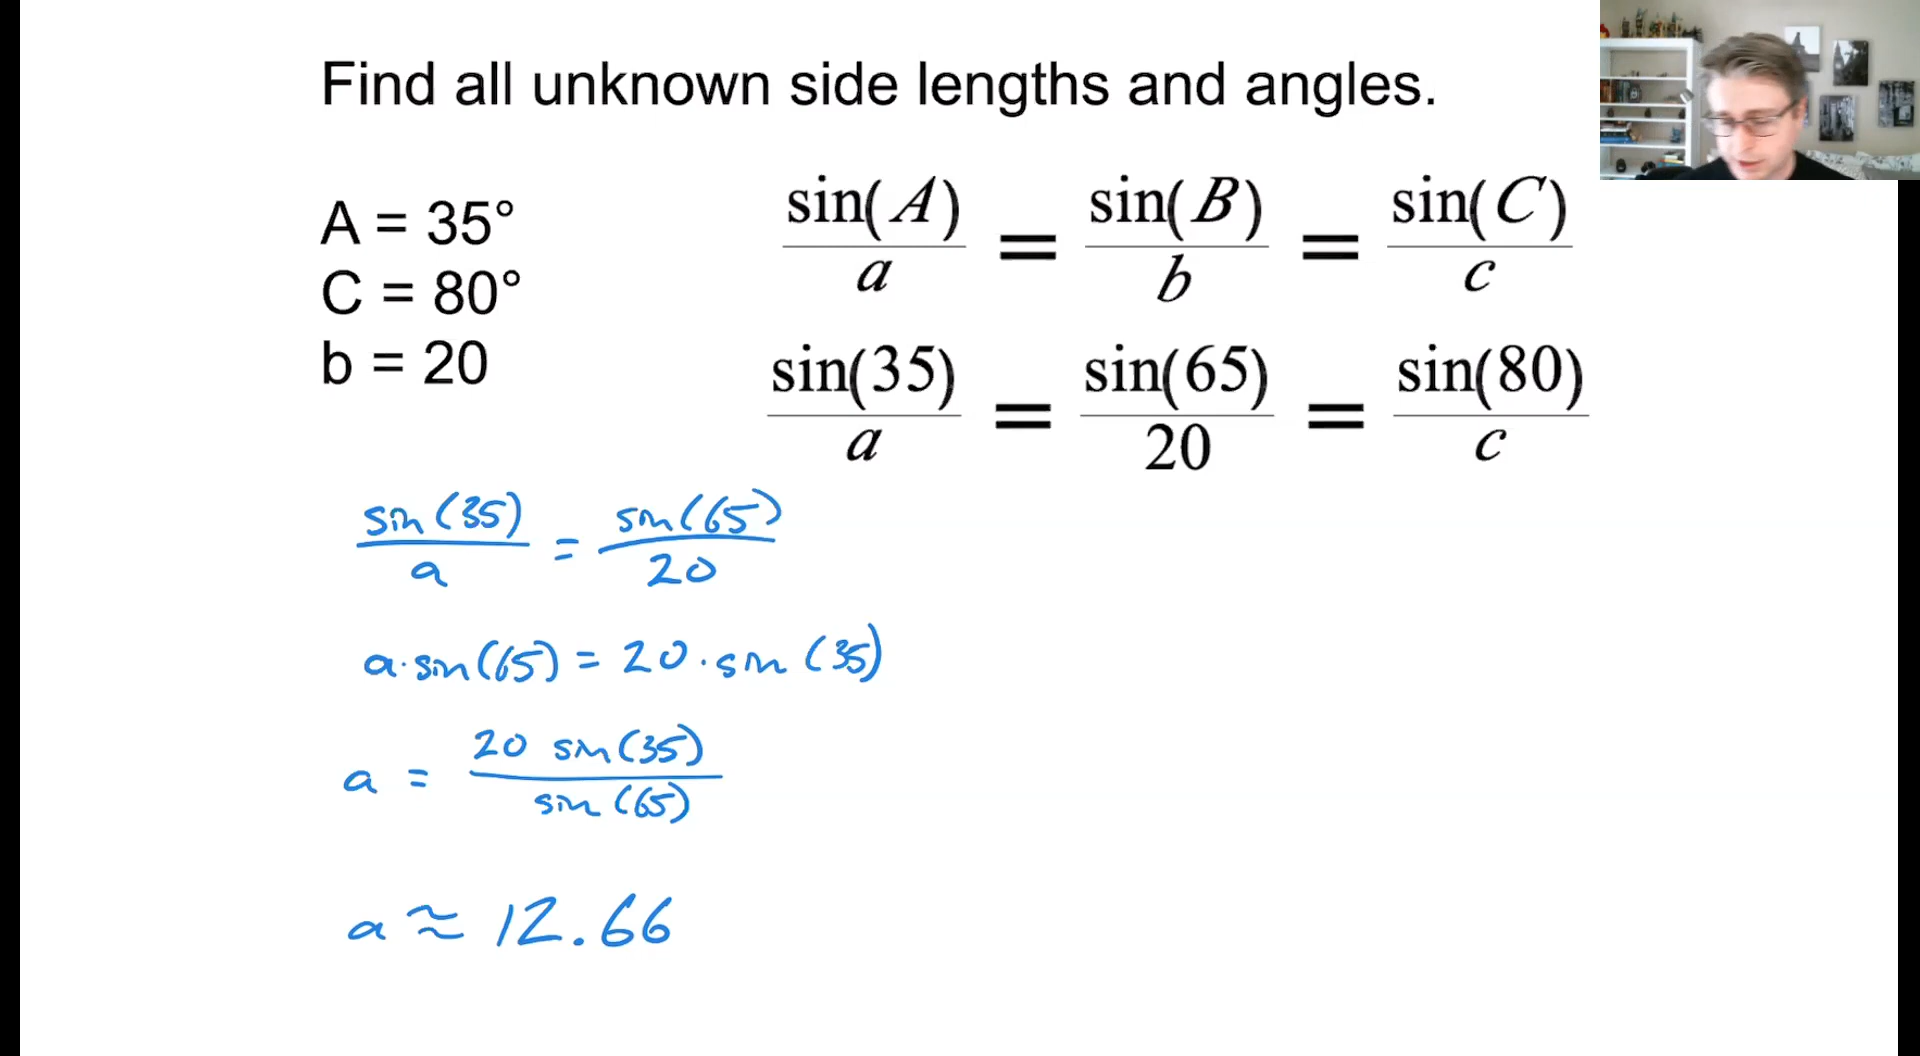 Find all unknown side lengths and angles.
A = 35°
C = 80°
b = 20
sin(A)/a = sin(B)/b = sin(C)/c
sin(35)/a = sin(65)/20 = sin(80)/c
sin(35)/a = sin(65)/20
a·sin(65) = 20·sin(35)
a = 20 sin(35)/sin(65)
a ≈ 12.66